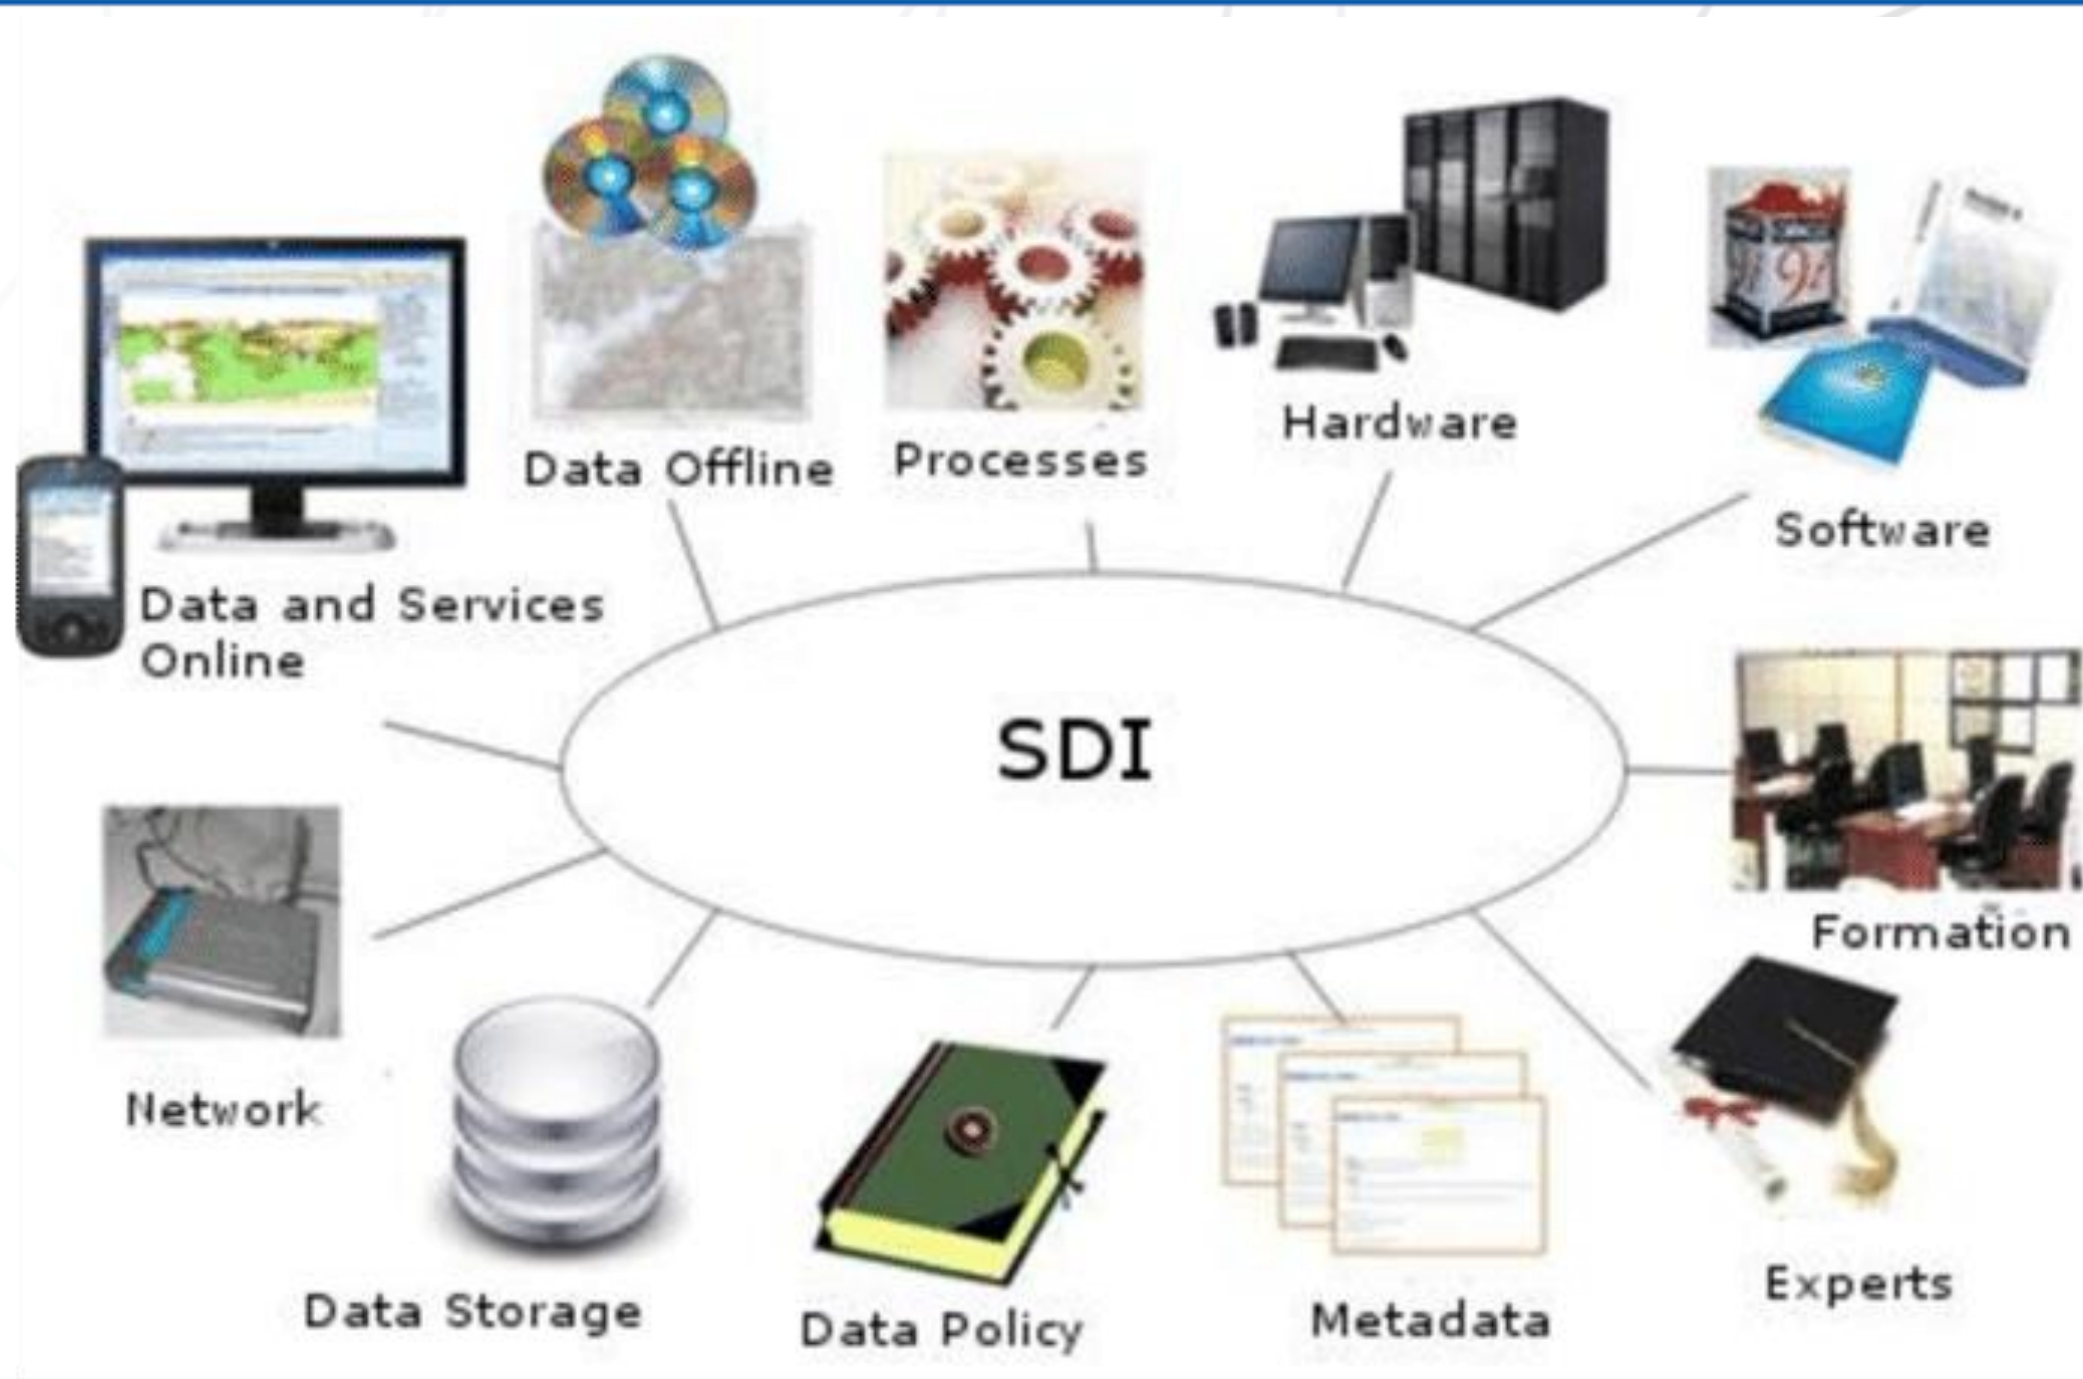 Data Offline
Processes
Hardware
Software
Data and Services
Online
SDI
Formation
Network
Experts
Data Storage
Data Policy
Metadata